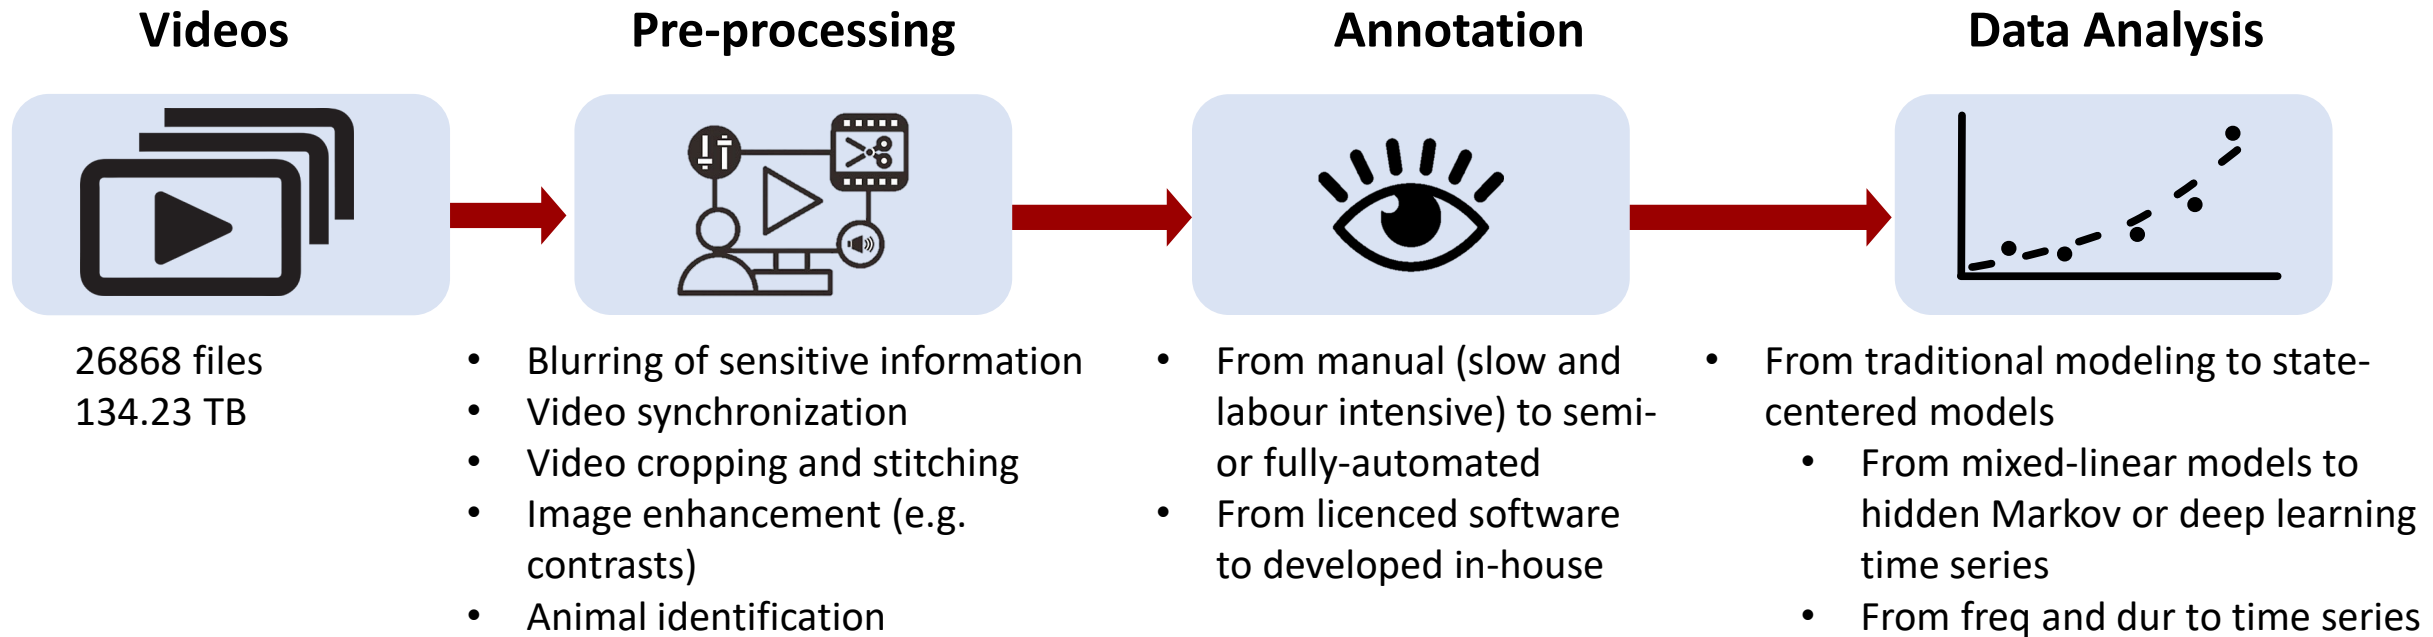 Videos
26868 files
134.23 TB
Pre-processing
• Blurring of sensitive information
• Video synchronization
• Video cropping and stitching
• Image enhancement (e.g.
contrasts)
• Animal identification
Annotation
• From manual (slow and
labour intensive) to semi-
or fully-automated
• From licenced software
to developed in-house
Data Analysis
• From traditional modeling to state-
centered models
• From mixed-linear models to
hidden Markov or deep learning
time series
• From freq and dur to time series